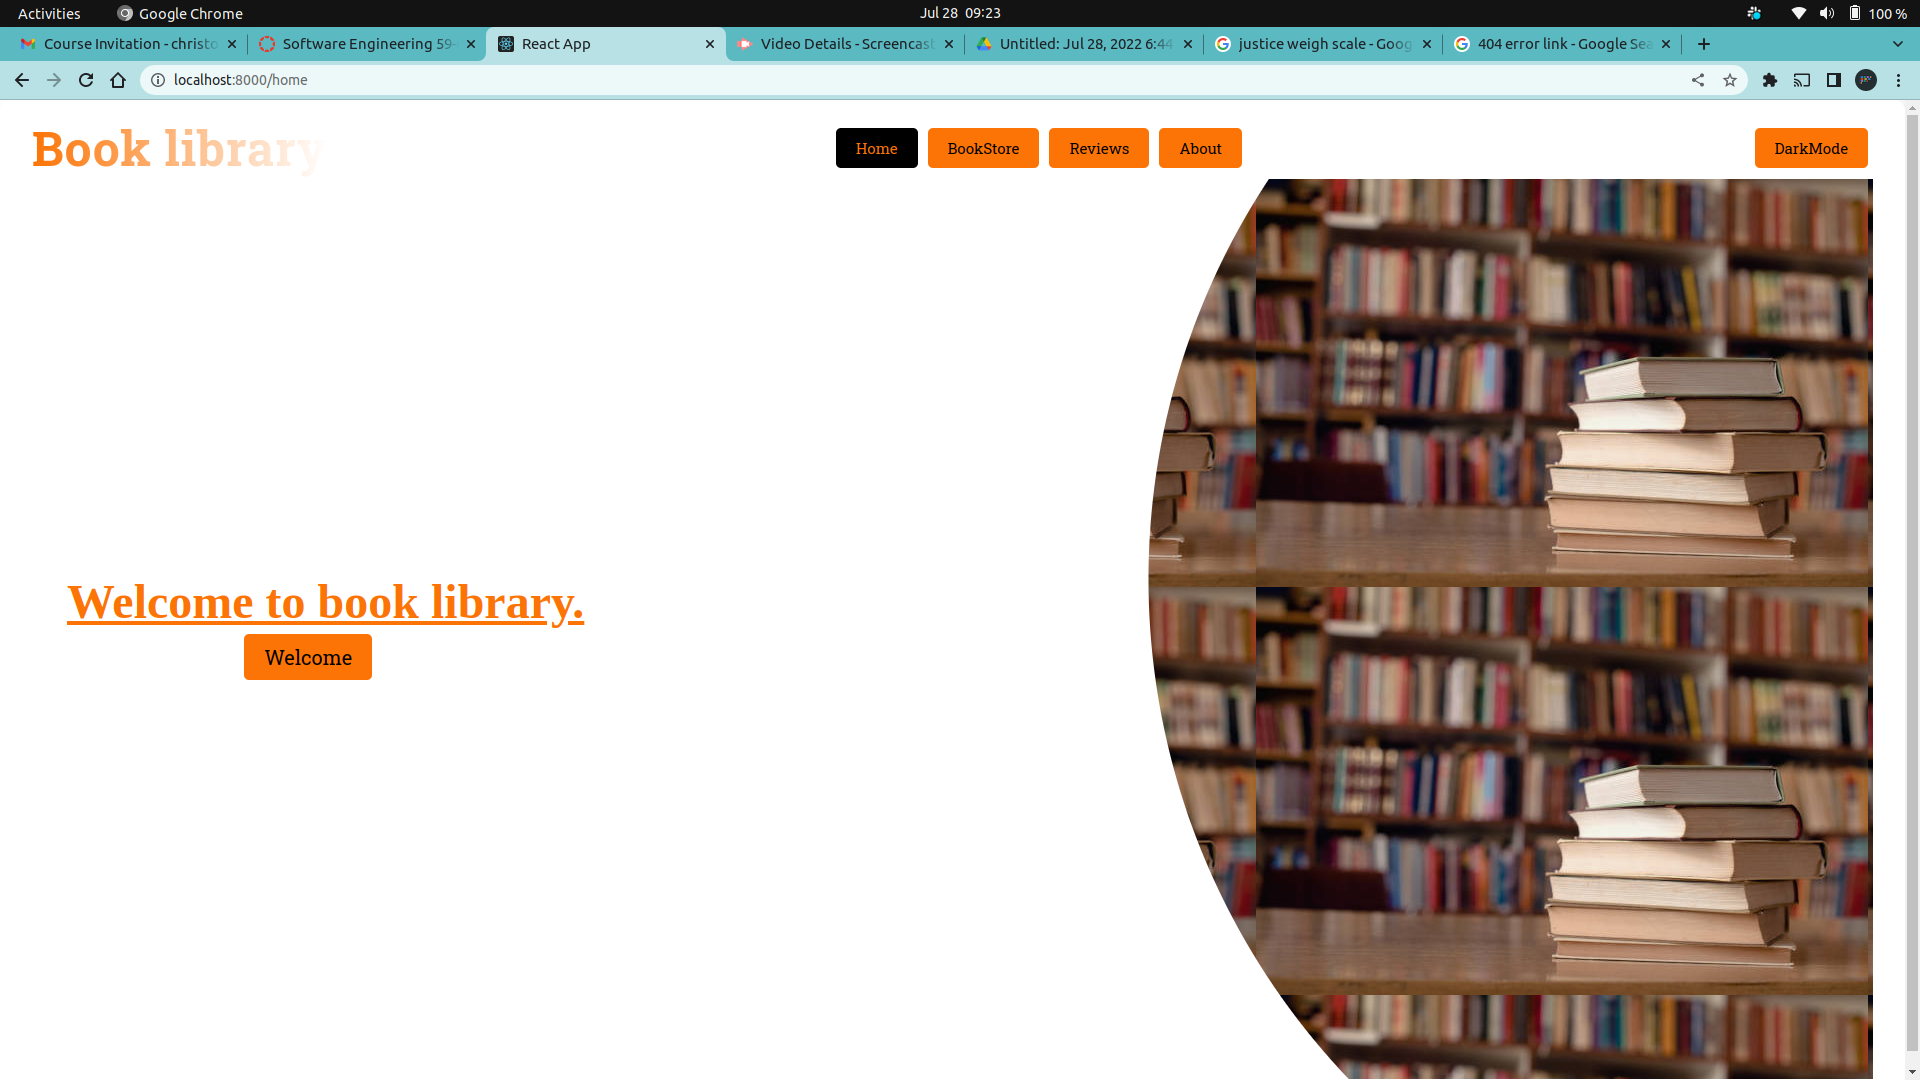 Activities
Google Chrome
Jul 28 09:23
100 %
Course Invitation - christo
Software Engineering 59-
React App
Video Details - Screencast
Untitled: Jul 28, 2022 6:44
justice weigh scale - Goog
404 error link - Google Sea
localhost:8000/home
Book library
Home
BookStore
Reviews
About
DarkMode
Welcome to book library.
Welcome